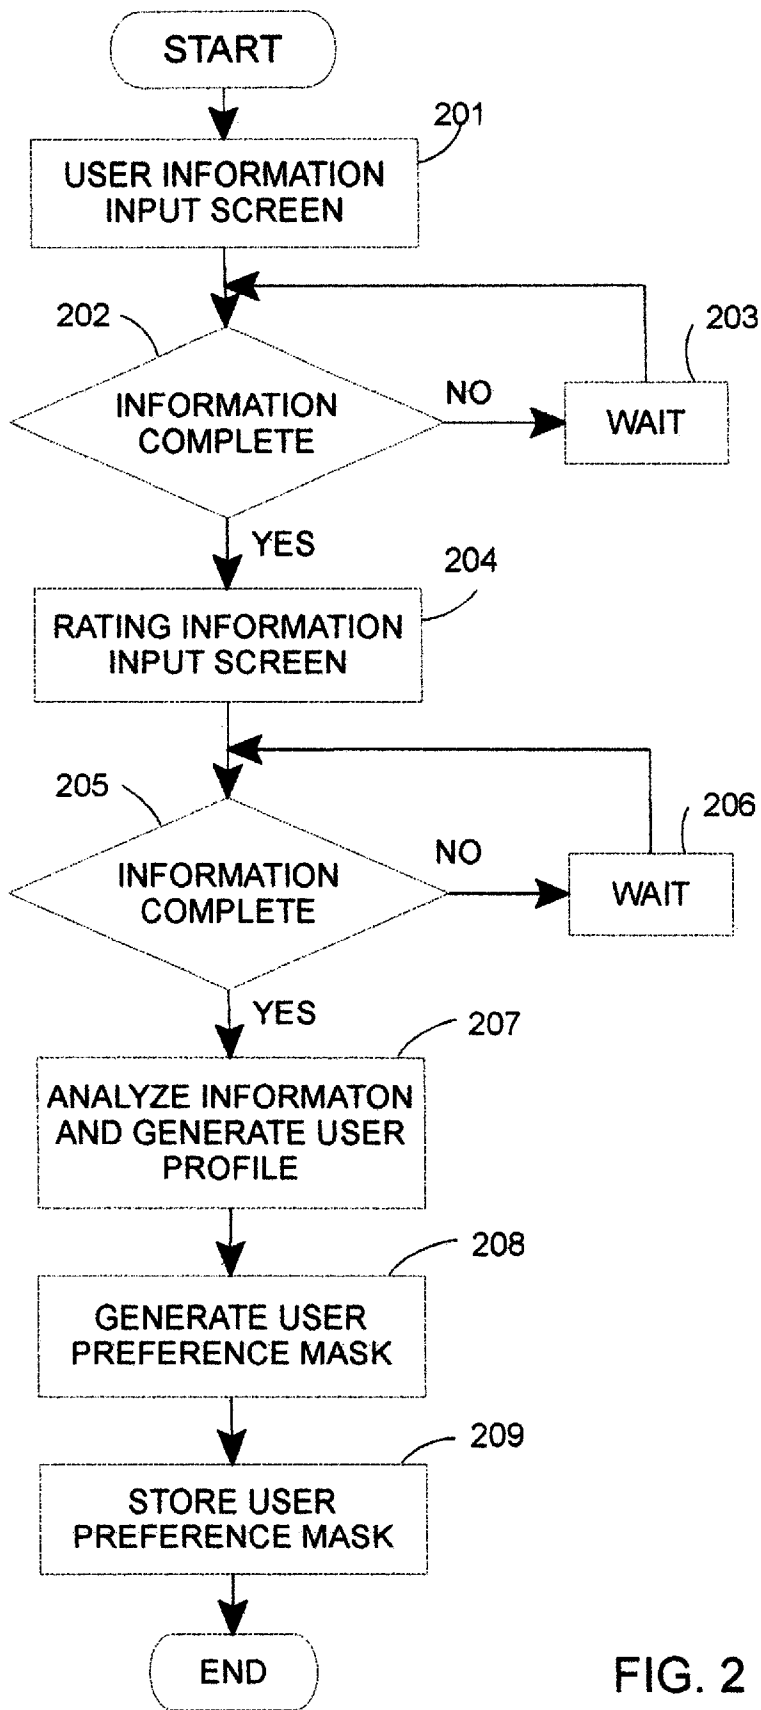 START
201
USER INFORMATION
INPUT SCREEN
202
203
INFORMATION
COMPLETE
NO
WAIT
YES
204
RATING INFORMATION
INPUT SCREEN
205
206
INFORMATION
COMPLETE
NO
WAIT
YES
207
ANALYZE INFORMATON
AND GENERATE USER
PROFILE
208
GENERATE USER
PREFERENCE MASK
209
STORE USER
PREFERENCE MASK
END
FIG. 2